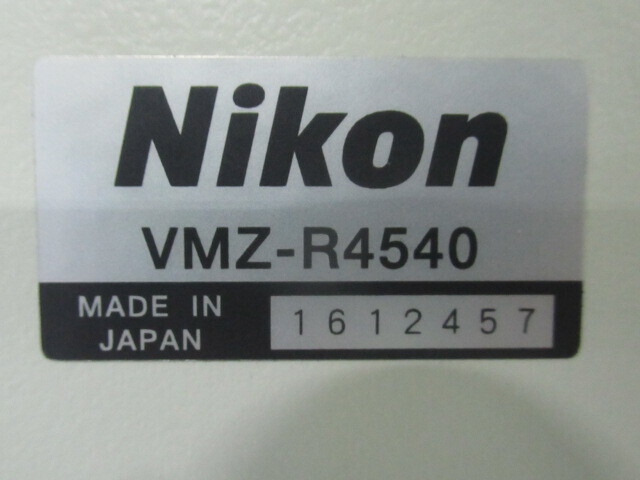 Nikon
VMZ-R4540
MADE IN
JAPAN
1612457